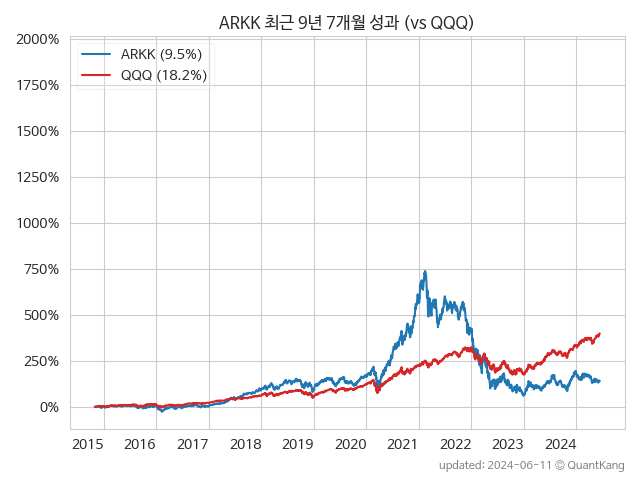 ARKK 최근 9년 7개월 성과 (vs QQQ)
2000%
1750%
1500%
1250%
1000%
750%
500%
250%
0%
ARKK (9.5%)
QQQ (18.2%)
2015 2016 2017 2018 2019 2020 2021 2022 2023 2024
updated: 2024-06-11 © QuantKang